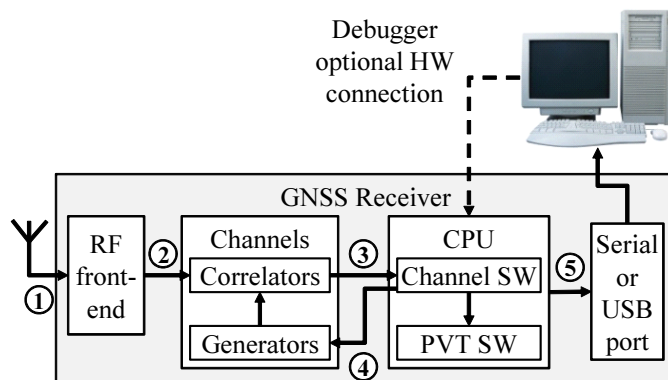 Debugger
optional HW
connection
GNSS Receiver
RF
front-
end
Channels
Correlators
Generators
CPU
Channel SW
PVT SW
Serial
or
USB
port
1
2
3
4
5